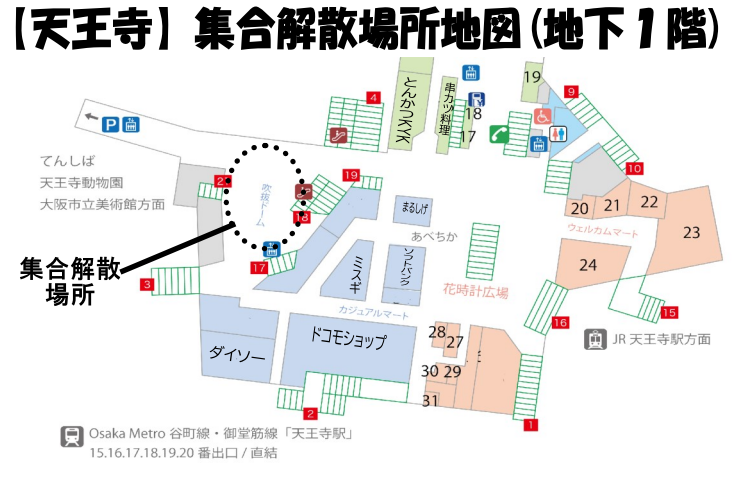 【天王寺】集合解散場所地図(地下1階)
4
とんかつKYK
串カツ料理
18
17
19
9
10
P
てんしば
天王寺動物園
大阪市立美術館方面
吹抜ドーム
19
18
まるしげ
あべちか
20
21
22
23
ウェルカムマート
24
集合解散
場所
3
17
ミスギ
ソフトバンク
花時計広場
カジュアルマート
16
15
JR 天王寺駅方面
ダイソー
ドコモショップ
28
27
30
29
31
2
1
Osaka Metro 谷町線・御堂筋線「天王寺駅」
15.16.17.18.19.20 番出口 / 直結